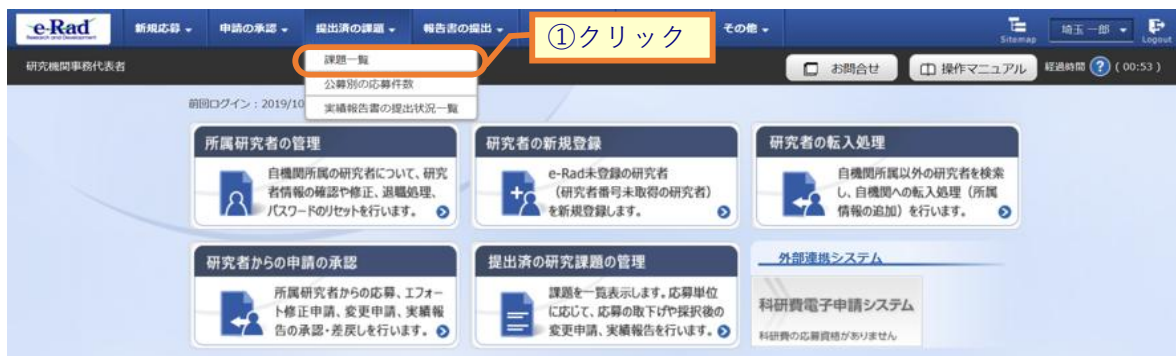 e-Rad
Research and Development
新規応募
申請の承認
提出済の課題
報告書の提出
その他
Sitemap
埼玉 一郎
Logout
①クリック
研究機関事務代表者
課題一覧
公募別の応募件数
実績報告書の提出状況一覧
お問合せ
操作マニュアル
経過時間 ? ( 00:53 )
前回ログイン：2019/10
所属研究者の管理
自機関所属の研究者について、研究
者情報の確認や修正、退職処理、
パスワードのリセットを行います。
研究者の新規登録
e-Rad未登録の研究者
（研究者番号未取得の研究者）
を新規登録します。
研究者の転入処理
自機関所属以外の研究者を検索
し、自機関への転入処理（所属
情報の追加）を行います。
研究者からの申請の承認
所属研究者からの応募、エフォー
ト修正申請、変更申請、実績報
告の承認・差戻しを行います。
提出済の研究課題の管理
課題を一覧表示します。応募単位
に応じて、応募の取下げや採択後の
変更申請、実績報告を行います。
外部連携システム
科研費電子申請システム
科研費の応募資格がありません